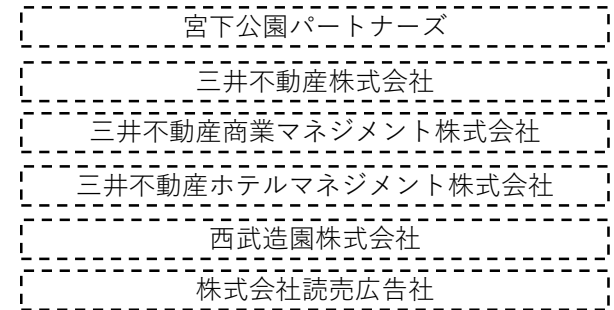 宮下公園パートナーズ
三井不動産株式会社
三井不動産商業マネジメント株式会社
三井不動産ホテルマネジメント株式会社
西武造園株式会社
株式会社読売広告社